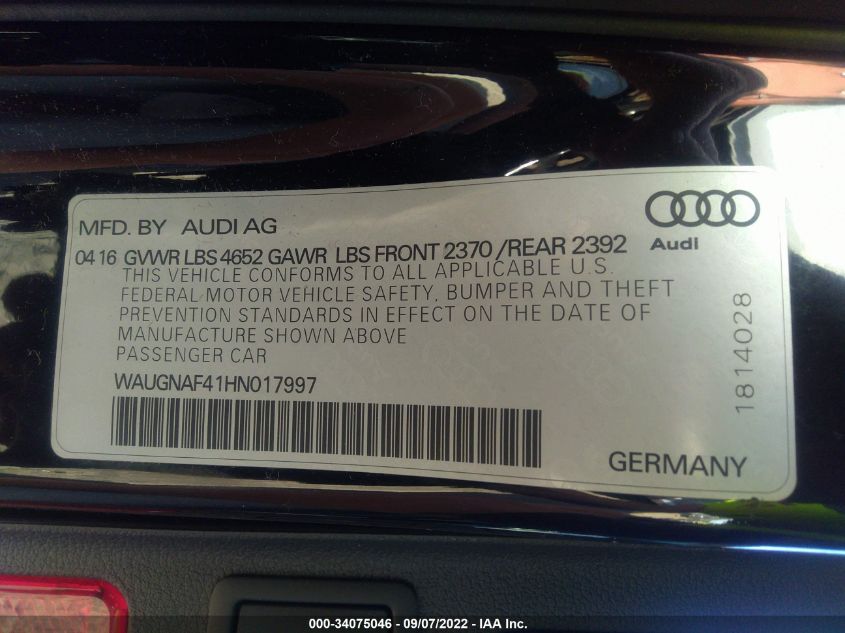 MFD. BY AUDI AG
04 16 GVWR LBS 4652 GAWR LBS FRONT 2370 /REAR 2392
THIS VEHICLE CONFORMS TO ALL APPLICABLE U.S.
FEDERAL MOTOR VEHICLE SAFETY, BUMPER AND THEFT
PREVENTION STANDARDS IN EFFECT ON THE DATE OF
MANUFACTURE SHOWN ABOVE
PASSENGER CAR
WAUGNAF41HN017997
Audi
1814028
GERMANY
000-34075046 - 09/07/2022 - IAA Inc.